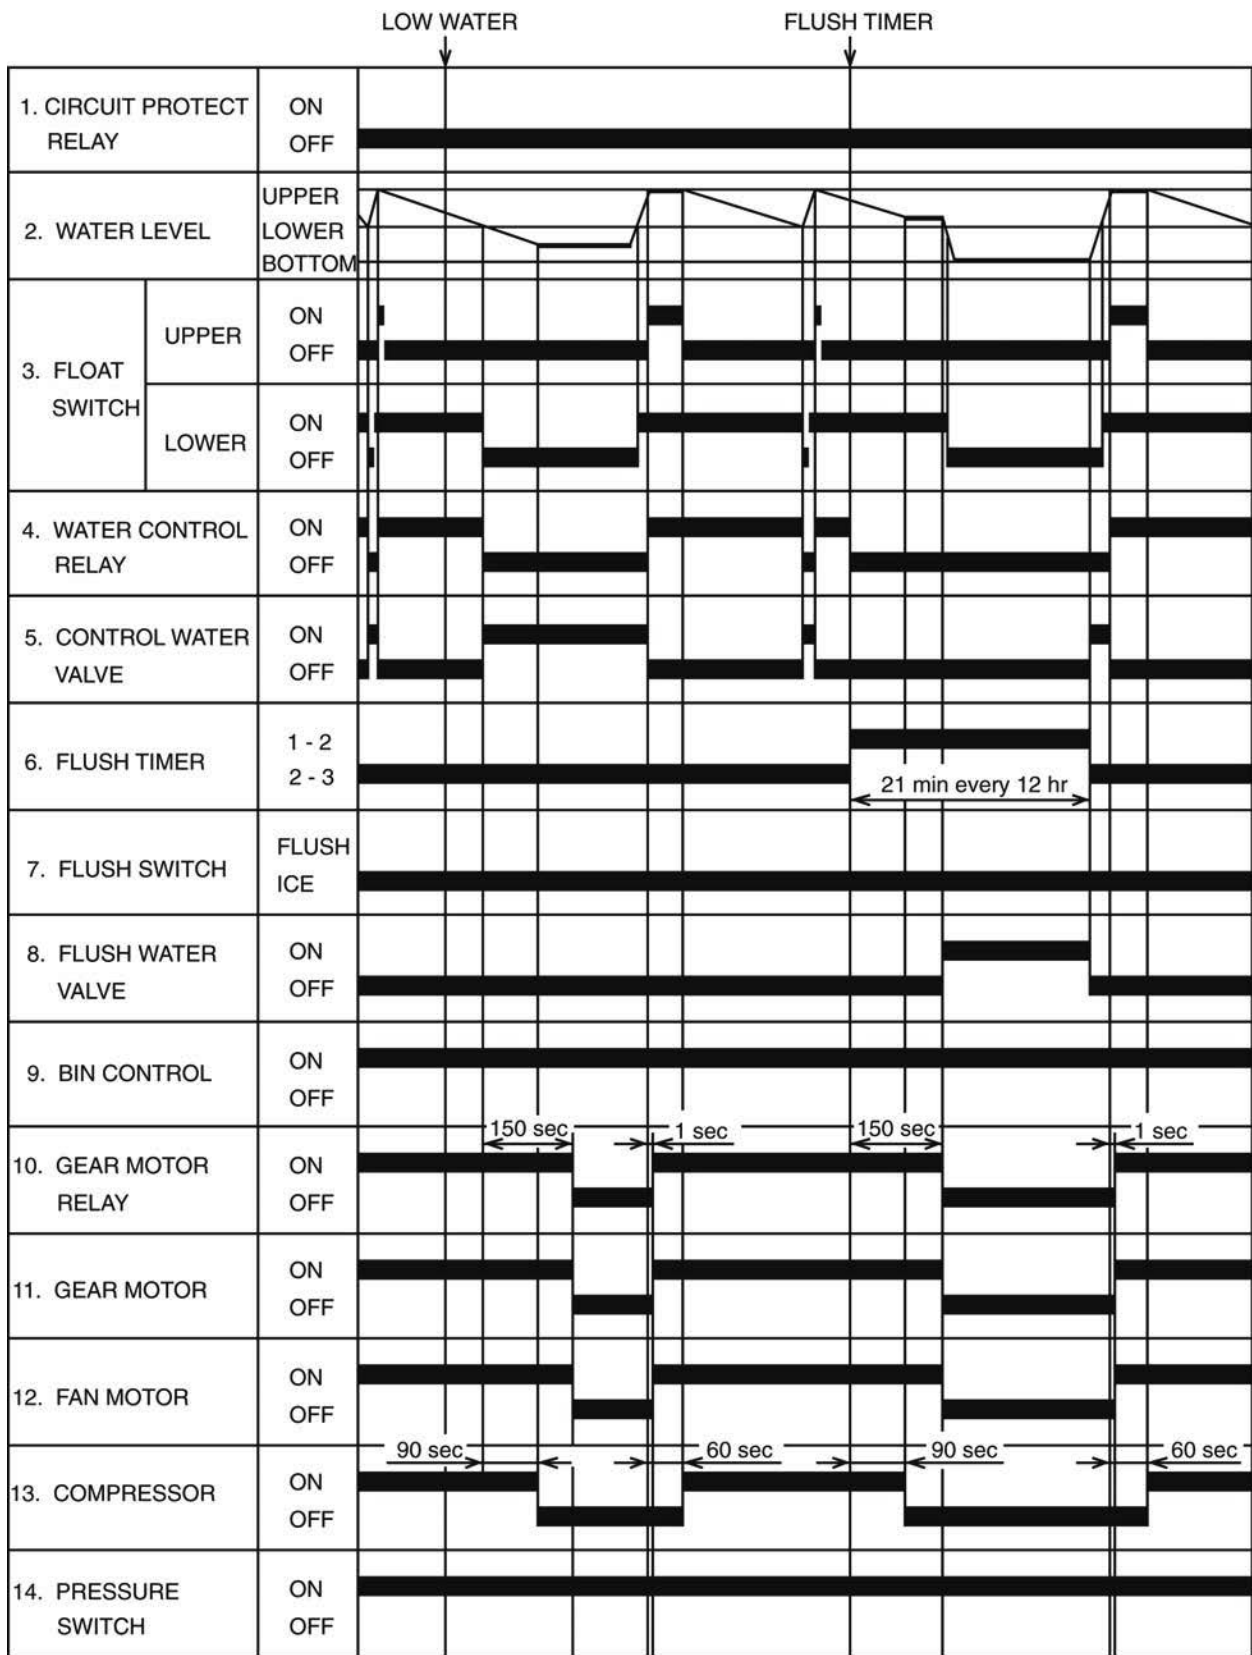 LOW WATER FLUSH TIMER
1. CIRCUIT PROTECT RELAY
ON
OFF
2. WATER LEVEL
UPPER
LOWER
BOTTOM
3. FLOAT SWITCH
UPPER
ON
OFF
LOWER
ON
OFF
4. WATER CONTROL RELAY
ON
OFF
5. CONTROL WATER VALVE
ON
OFF
6. FLUSH TIMER
1 - 2
2 - 3
21 min every 12 hr
7. FLUSH SWITCH
FLUSH
ICE
8. FLUSH WATER VALVE
ON
OFF
9. BIN CONTROL
ON
OFF
150 sec 1 sec 150 sec 1 sec
10. GEAR MOTOR RELAY
ON
OFF
11. GEAR MOTOR
ON
OFF
12. FAN MOTOR
ON
OFF
90 sec 60 sec 90 sec 60 sec
13. COMPRESSOR
ON
OFF
14. PRESSURE SWITCH
ON
OFF